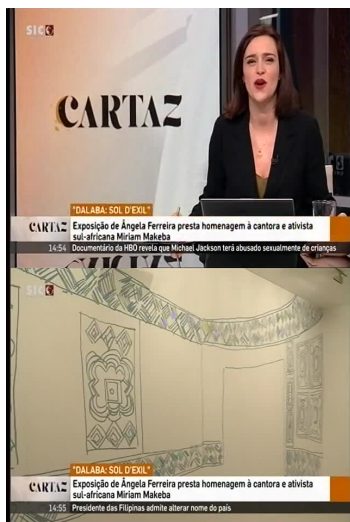 SIC
CARTAZ
"DALABA: SOL D'EXIL"
CARTAZ
Exposição de Ângela Ferreira presta homenagem à cantora e ativista
sul-africana Miriam Makeba
14:54 Documentário da HBO revela que Michael Jackson terá abusado sexualmente de crianças
SIC
"DALABA: SOL D'EXIL"
CARTAZ
Exposição de Ângela Ferreira presta homenagem à cantora e ativista
sul-africana Miriam Makeba
14:55 Presidente das Filipinas admite alterar nome do país